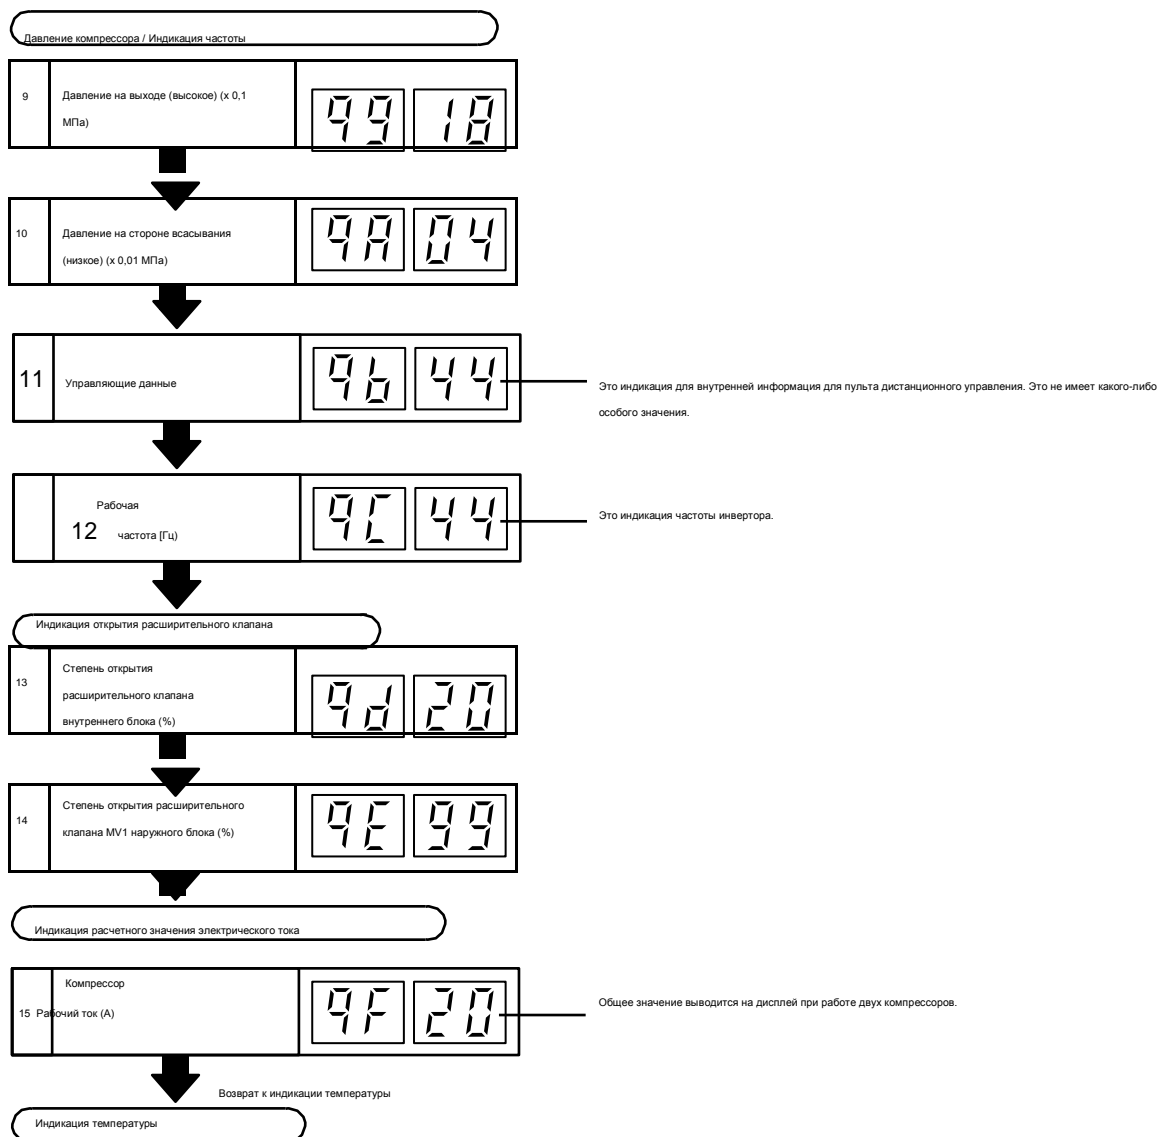 Давление компрессора / Индикация частоты
9
Давление на выходе (высокое) (x 0,1
МПа)
99 18
10
Давление на стороне всасывания
(низкое) (x 0,01 МПа)
9A 04
11
Управляющие данные
9b 44
Это индикация для внутренней информация для пульта дистанционного управления. Это не имеет какого-либо
особого значения.
Рабочая
12 частота [Гц)
9C 44
Это индикация частоты инвертора.
Индикация открытия расширительного клапана
13
Степень открытия
расширительного клапана
внутреннего блока (%)
9d 20
14
Степень открытия расширительного
клапана MV1 наружного блока (%)
9E 99
Индикация расчетного значения электрического тока
Компрессор
15 Рабочий ток (А)
9F 20
Общее значение выводится на дисплей при работе двух компрессоров.
Возврат к индикации температуры
Индикация температуры